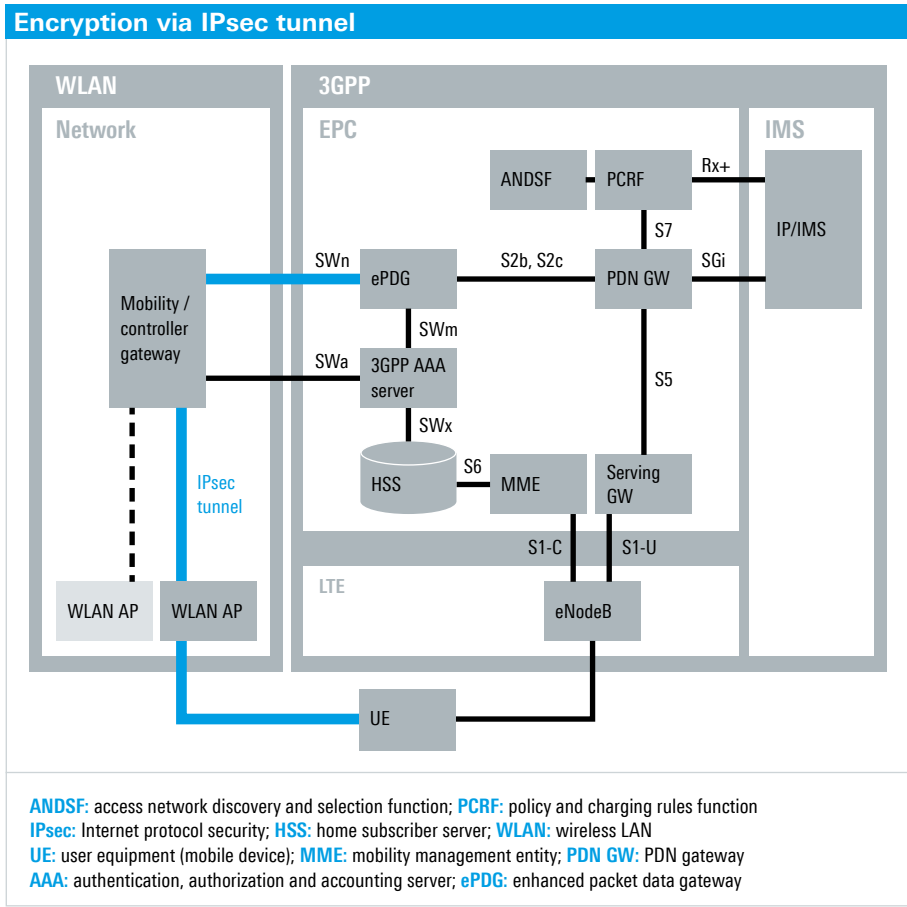 Encryption via IPsec tunnel
WLAN
3GPP
Network
EPC
IMS
ANDSF
PCRF
Rx+
IP/IMS
S7
SWn
ePDG
S2b, S2c
PDN GW
SGi
Mobility /
controller
gateway
SWm
SWa
3GPP AAA
server
S5
SWx
HSS
S6
MME
Serving
GW
IPsec
tunnel
S1-C
S1-U
LTE
WLAN AP
WLAN AP
eNodeB
UE
ANDSF: access network discovery and selection function; PCRF: policy and charging rules function
IPsec: Internet protocol security; HSS: home subscriber server; WLAN: wireless LAN
UE: user equipment (mobile device); MME: mobility management entity; PDN GW: PDN gateway
AAA: authentication, authorization and accounting server; ePDG: enhanced packet data gateway